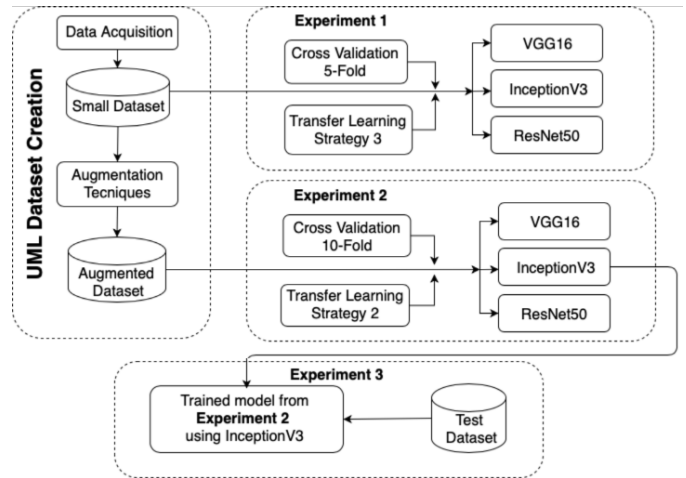 UML Dataset Creation
Data Acquisition
Small Dataset
Augmentation
Tecniques
Augmented
Dataset
Experiment 1
Cross Validation
5-Fold
Transfer Learning
Strategy 3
VGG16
InceptionV3
ResNet50
Experiment 2
Cross Validation
10-Fold
Transfer Learning
Strategy 2
VGG16
InceptionV3
ResNet50
Experiment 3
Trained model from
Experiment 2
using InceptionV3
Test
Dataset